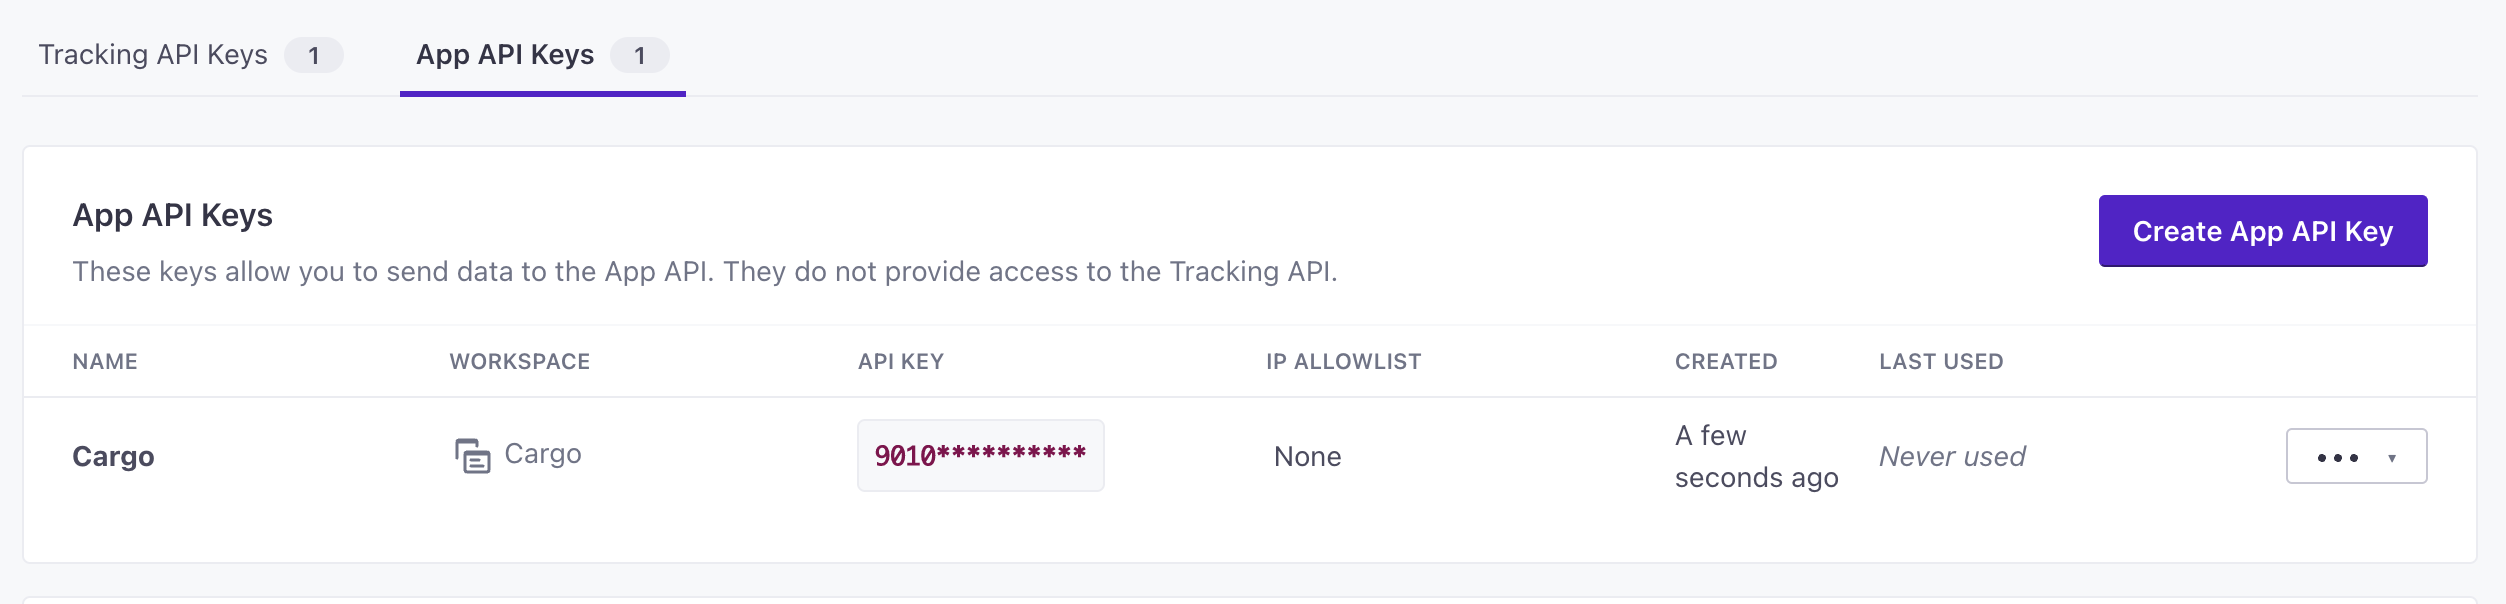 Tracking API Keys 1 App API Keys 1
App API Keys
Create App API Key
These keys allow you to send data to the App API. They do not provide access to the Tracking API.
NAME WORKSPACE API KEY IP ALLOWLIST CREATED LAST USED
Cargo Cargo 9010********** None A few seconds ago Never used